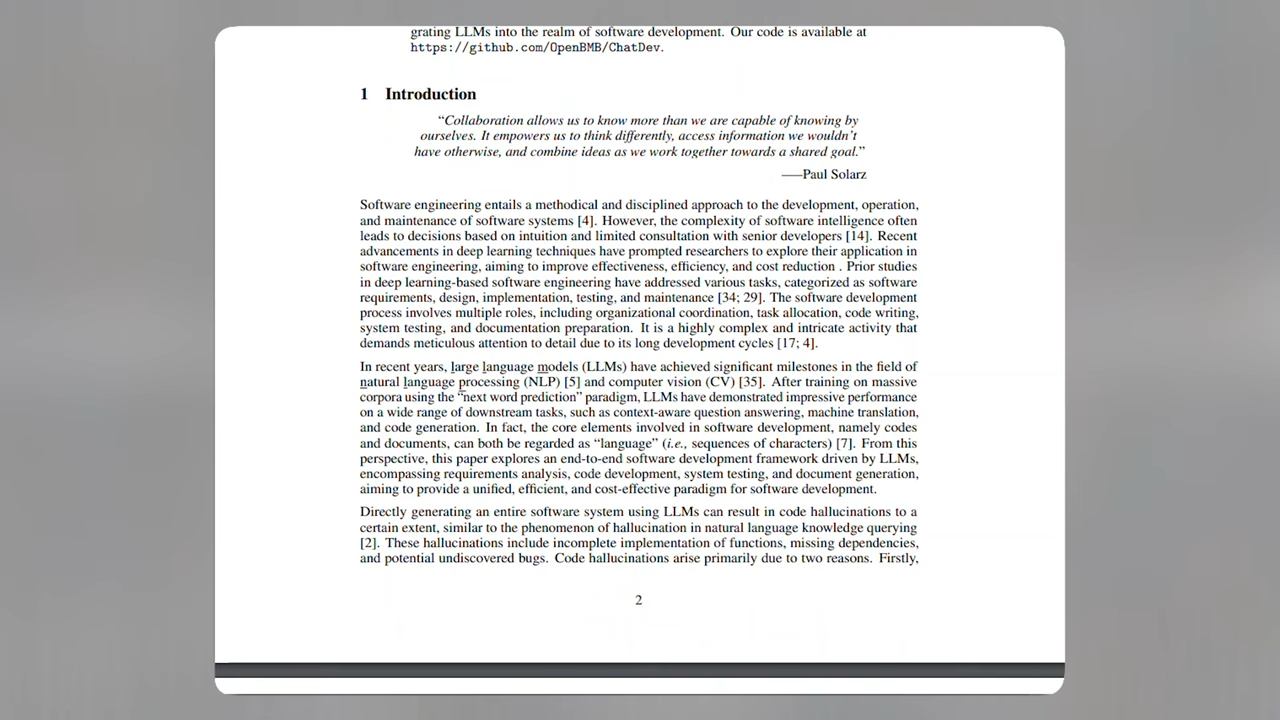 grating LLMs into the realm of software development. Our code is available at
https://github.com/OpenBMB/ChatDev.
1 Introduction
“Collaboration allows us to know more than we are capable of knowing by
ourselves. It empowers us to think differently, access information we wouldn’t
have otherwise, and combine ideas as we work together towards a shared goal.”
——Paul Solarz
Software engineering entails a methodical and disciplined approach to the development, operation,
and maintenance of software systems [4]. However, the complexity of software intelligence often
leads to decisions based on intuition and limited consultation with senior developers [14]. Recent
advancements in deep learning techniques have prompted researchers to explore their application in
software engineering, aiming to improve effectiveness, efficiency, and cost reduction . Prior studies
in deep learning-based software engineering have addressed various tasks, categorized as software
requirements, design, implementation, testing, and maintenance [34; 29]. The software development
process involves multiple roles, including organizational coordination, task allocation, code writing,
system testing, and documentation preparation. It is a highly complex and intricate activity that
demands meticulous attention to detail due to its long development cycles [17; 4].
In recent years, large language models (LLMs) have achieved significant milestones in the field of
natural language processing (NLP) [5] and computer vision (CV) [35]. After training on massive
corpora using the “next word prediction” paradigm, LLMs have demonstrated impressive performance
on a wide range of downstream tasks, such as context-aware question answering, machine translation,
and code generation. In fact, the core elements involved in software development, namely codes
and documents, can both be regarded as “language” (i.e., sequences of characters) [7]. From this
perspective, this paper explores an end-to-end software development framework driven by LLMs,
encompassing requirements analysis, code development, system testing, and document generation,
aiming to provide a unified, efficient, and cost-effective paradigm for software development.
Directly generating an entire software system using LLMs can result in code hallucinations to a
certain extent, similar to the phenomenon of hallucination in natural language knowledge querying
[2]. These hallucinations include incomplete implementation of functions, missing dependencies,
and potential undiscovered bugs. Code hallucinations arise primarily due to two reasons. Firstly,
2